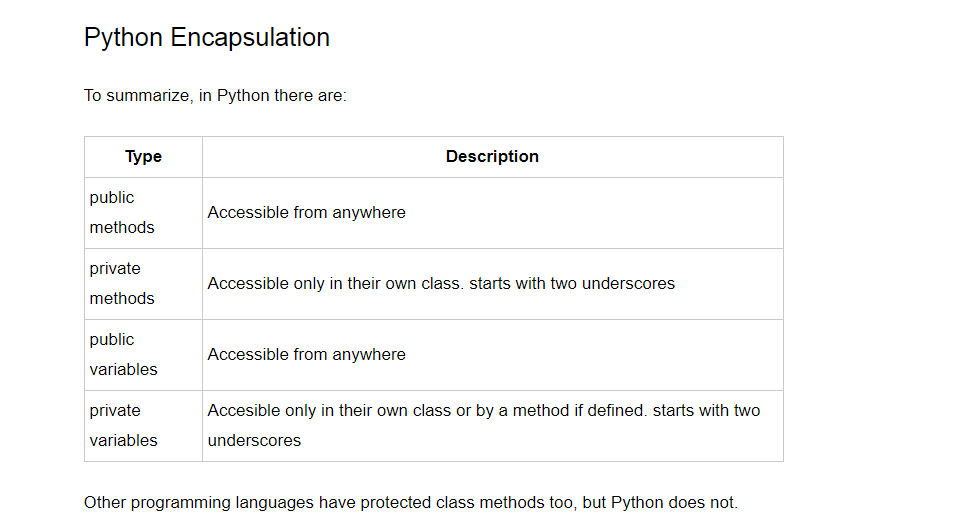 Python Encapsulation
To summarize, in Python there are:
Type Description
public
methods
Accessible from anywhere
private
methods
Accessible only in their own class. starts with two underscores
public
variables
Accessible from anywhere
private
variables
Accesible only in their own class or by a method if defined. starts with two
underscores
Other programming languages have protected class methods too, but Python does not.